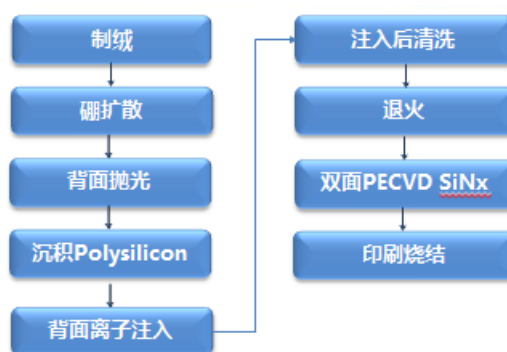 制绒
硼扩散
背面抛光
沉积Polysilicon
背面离子注入
注入后清洗
退火
双面PECVD SiNx
印刷烧结